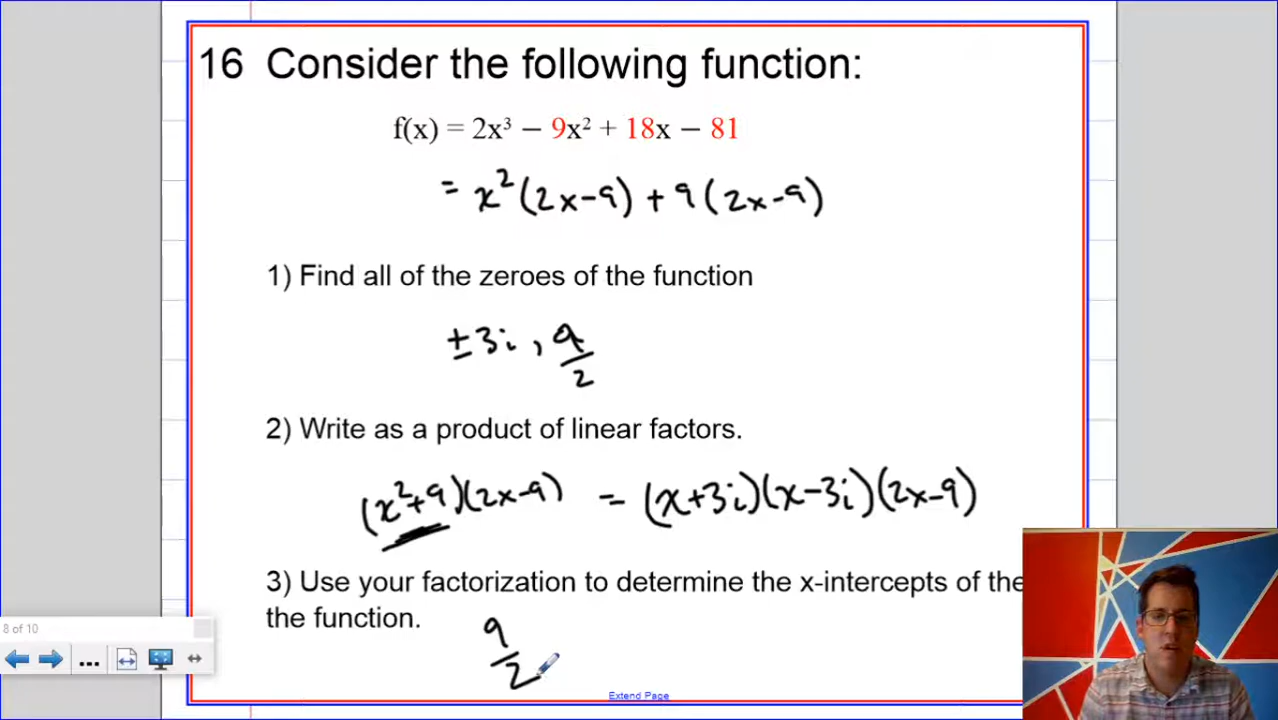 16 Consider the following function:
f(x) = 2x³ − 9x² + 18x − 81
= x²(2x-9) + 9(2x-9)
1) Find all of the zeroes of the function
±3i , 9/2
2) Write as a product of linear factors.
(x²+9)(2x-9) = (x+3i)(x-3i)(2x-9)
3) Use your factorization to determine the x-intercepts of the
the function.
9/2
8 of 10
...
Extend Page